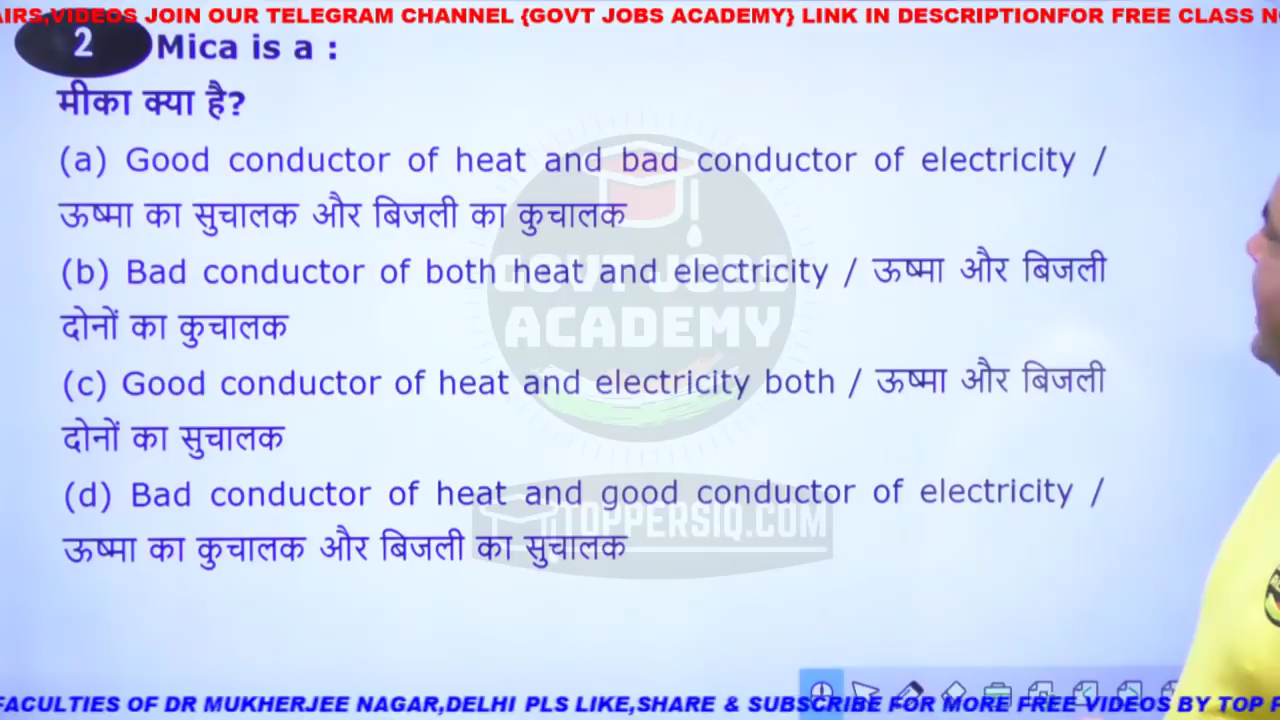 AIRS,VIDEOS JOIN OUR TELEGRAM CHANNEL {GOVT JOBS ACADEMY} LINK IN DESCRIPTIONFOR FREE CLASS
2 Mica is a :
मीका क्या है?
(a) Good conductor of heat and bad conductor of electricity /
ऊष्मा का सुचालक और बिजली का कुचालक
(b) Bad conductor of both heat and electricity / ऊष्मा और बिजली
दोनों का कुचालक
(c) Good conductor of heat and electricity both / ऊष्मा और बिजली
दोनों का सुचालक
(d) Bad conductor of heat and good conductor of electricity /
ऊष्मा का कुचालक और बिजली का सुचालक
GOVT JOBS
ACADEMY
TOPPERSIQ.COM
FACULTIES OF DR MUKHERJEE NAGAR,DELHI PLS LIKE,SHARE & SUBSCRIBE FOR MORE FREE VIDEOS BY TOP